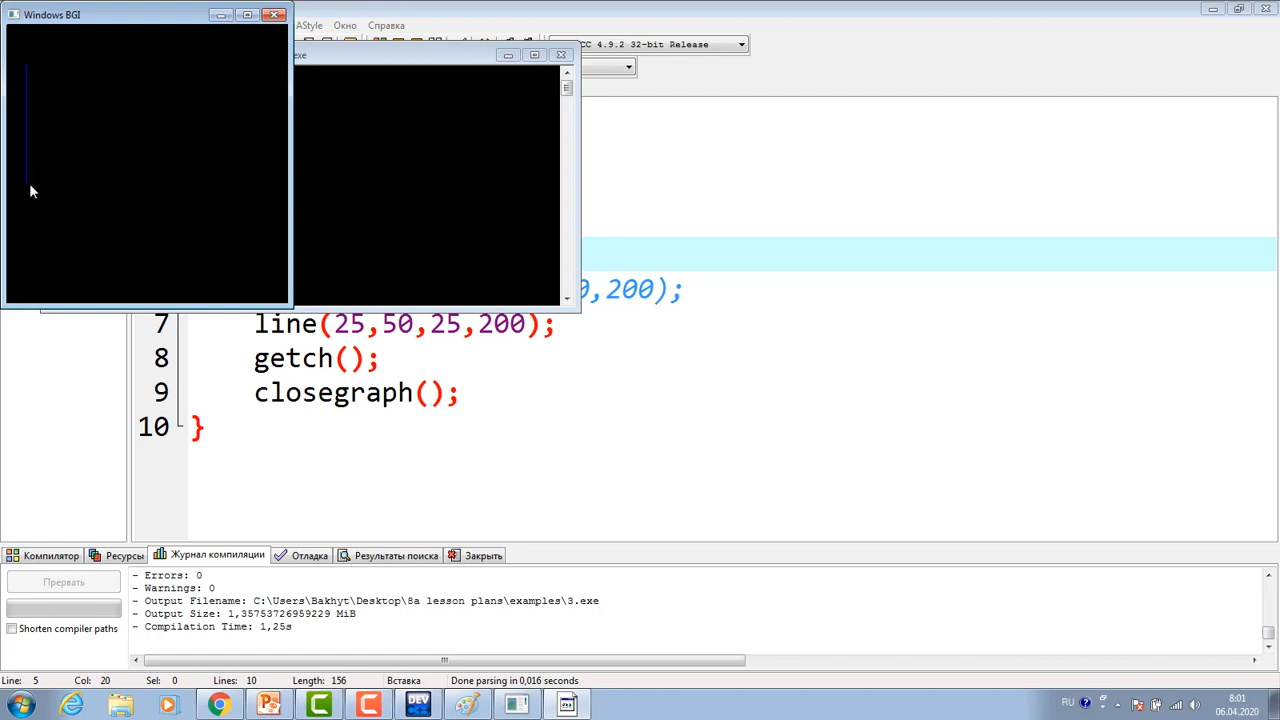 Windows BGI
AStyle Окно Справка
exe
CC 4.9.2 32-bit Release
0,200);
7 line(25,50,25,200);
8 getch();
9 closegraph();
10 }
Компилятор Ресурсы Журнал компиляции Отладка Результаты поиска Закрыть
Прервать
Shorten compiler paths
- Errors: 0
- Warnings: 0
- Output Filename: C:\Users\Bakhyt\Desktop\8a lesson plans\examples\3.exe
- Output Size: 1,35753726959229 MiB
- Compilation Time: 1,25s
Line: 5 Col: 20 Sel: 0 Lines: 10 Length: 156 Вставка Done parsing in 0,016 seconds
DEV
RU 8:01
06.04.2020